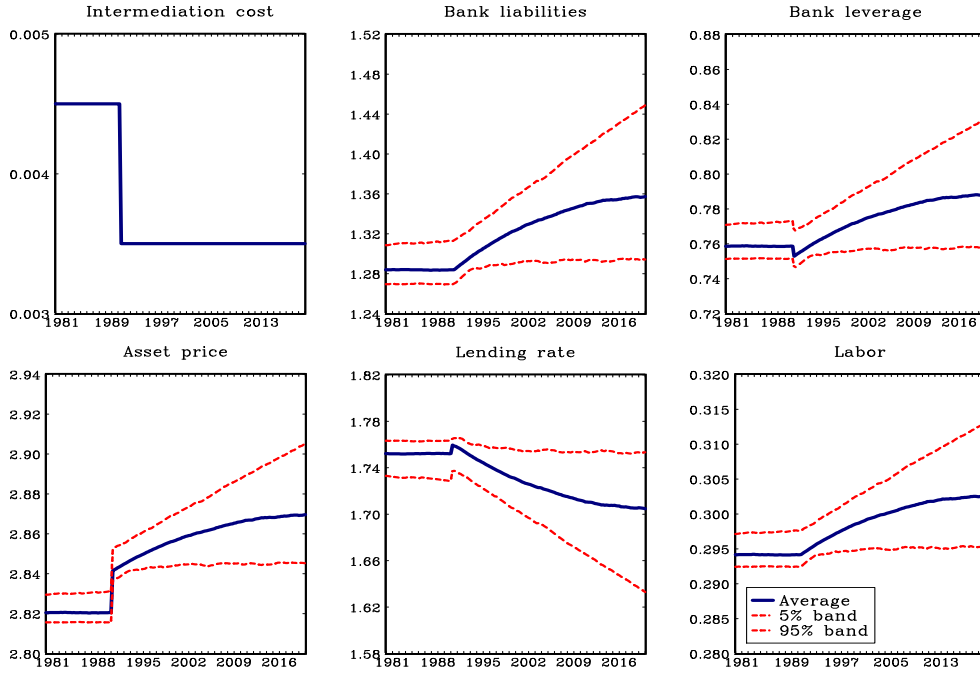 Intermediation cost
0.005
0.004
0.003
1981 1989 1997 2005 2013
Bank liabilities
1.52
1.48
1.44
1.40
1.36
1.32
1.28
1.24
1981 1988 1995 2002 2009 2016
Bank leverage
0.88
0.86
0.84
0.82
0.80
0.78
0.76
0.74
0.72
1981 1988 1995 2002 2009 2016
Asset price
2.94
2.92
2.90
2.88
2.86
2.84
2.82
2.80
1981 1988 1995 2002 2009 2016
Lending rate
1.82
1.78
1.74
1.70
1.66
1.62
1.58
1981 1988 1995 2002 2009 2016
Labor
0.320
0.315
0.310
0.305
0.300
0.295
0.290
0.285
0.280
1981 1989 1997 2005 2013
Average
5% band
95% band